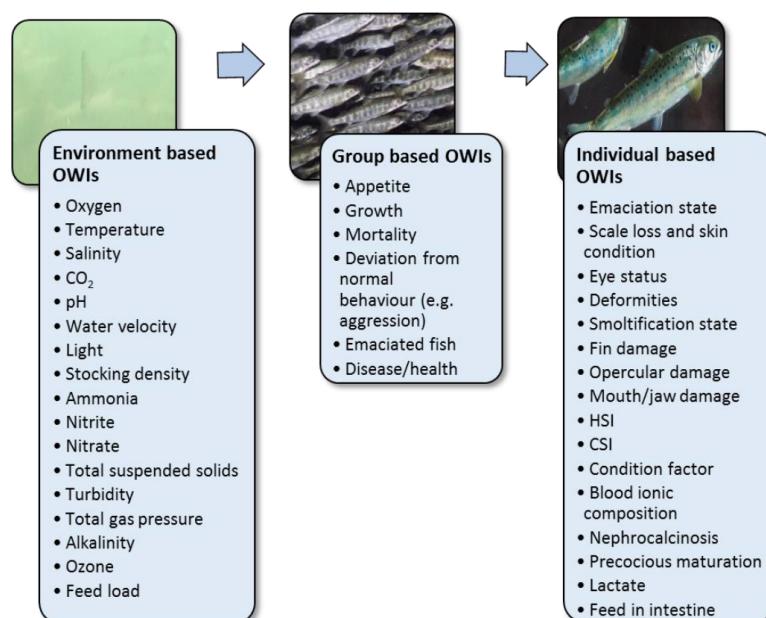 Environment based
OWIs
• Oxygen
• Temperature
• Salinity
• CO₂
• pH
• Water velocity
• Light
• Stocking density
• Ammonia
• Nitrite
• Nitrate
• Total suspended solids
• Turbidity
• Total gas pressure
• Alkalinity
• Ozone
• Feed load
Group based OWIs
• Appetite
• Growth
• Mortality
• Deviation from
normal
behaviour (e.g.
aggression)
• Emaciated fish
• Disease/health
Individual based
OWIs
• Emaciation state
• Scale loss and skin
condition
• Eye status
• Deformities
• Smoltification state
• Fin damage
• Opercular damage
• Mouth/jaw damage
• HSI
• CSI
• Condition factor
• Blood ionic
composition
• Nephrocalcinosis
• Precocious maturation
• Lactate
• Feed in intestine